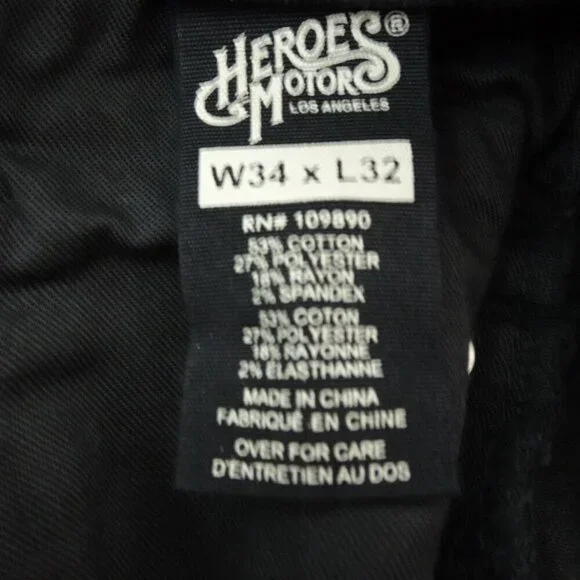 HEROES
MOTORS ®
LOS ANGELES
W34 x L32
RN# 109890
53% COTTON
27% POLYESTER
18% RAYON
2% SPANDEX
53% COTON
27% POLYESTER
18% RAYONNE
2% ÉLASTHANNE
MADE IN CHINA
FABRIQUÉ EN CHINE
OVER FOR CARE
D'ENTRETIEN AU DOS